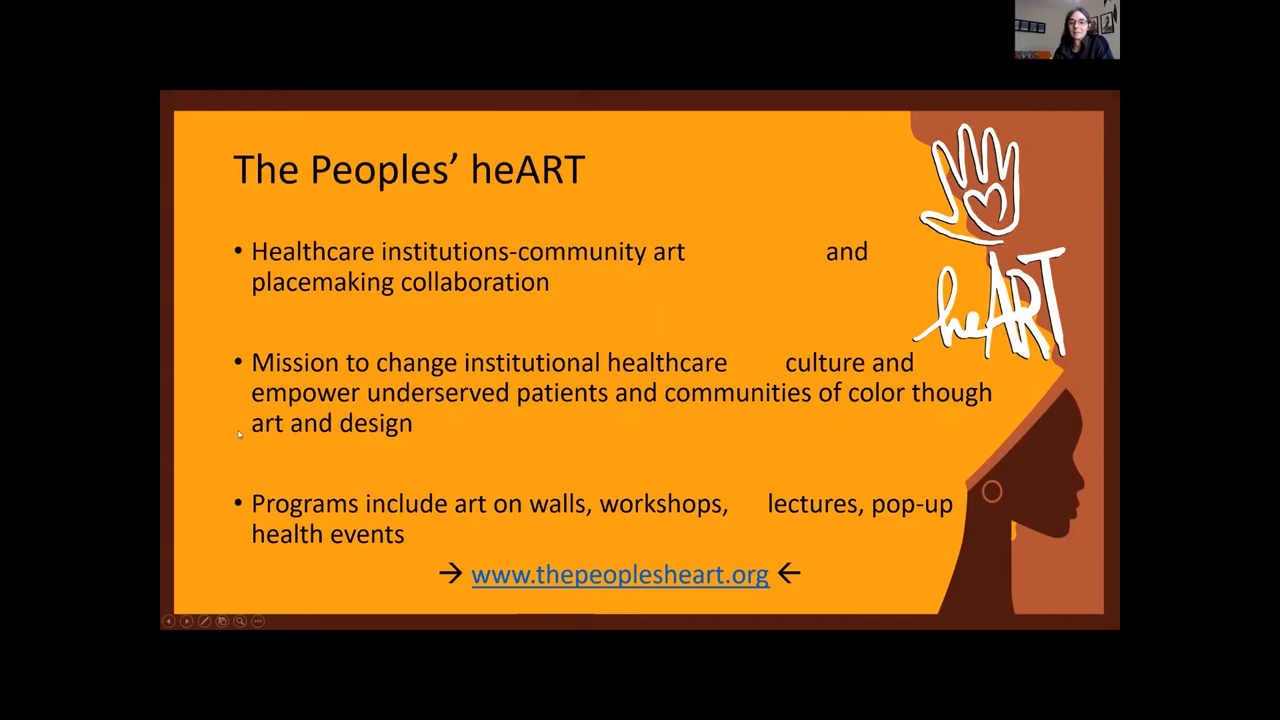 The Peoples’ heART
• Healthcare institutions-community art and
placemaking collaboration
• Mission to change institutional healthcare culture and
empower underserved patients and communities of color though
art and design
• Programs include art on walls, workshops, lectures, pop-up
health events
→ www.thepeoplesheart.org ←
heART